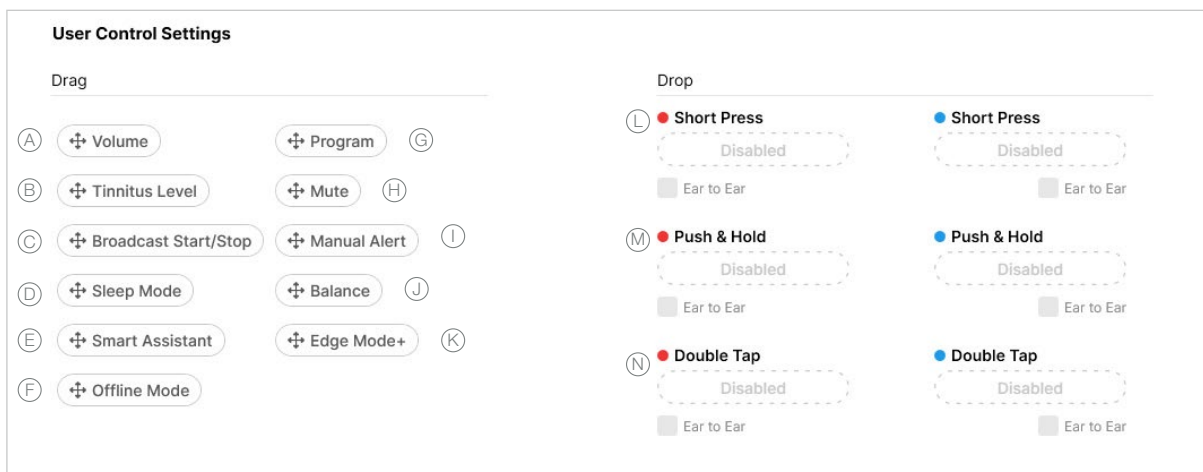 User Control Settings
Drag
Drop
A Volume
G Program
B Tinnitus Level
H Mute
C Broadcast Start/Stop
I Manual Alert
D Sleep Mode
J Balance
E Smart Assistant
K Edge Mode+
F Offline Mode
L Short Press
Short Press
Disabled
Disabled
Ear to Ear
Ear to Ear
M Push & Hold
Push & Hold
Disabled
Disabled
Ear to Ear
Ear to Ear
N Double Tap
Double Tap
Disabled
Disabled
Ear to Ear
Ear to Ear